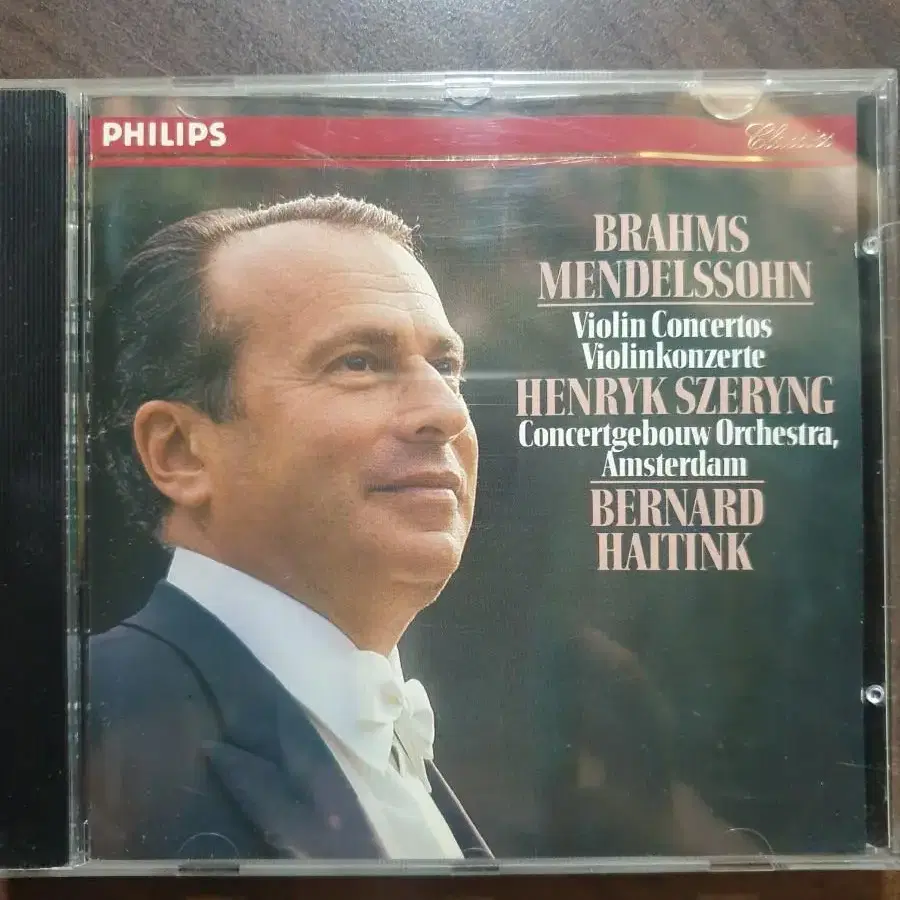 PHILIPS
Classics
BRAHMS
MENDELSSOHN
Violin Concertos
Violinkonzerte
HENRYK SZERYNG
Concertgebouw Orchestra,
Amsterdam
BERNARD
HAITINK